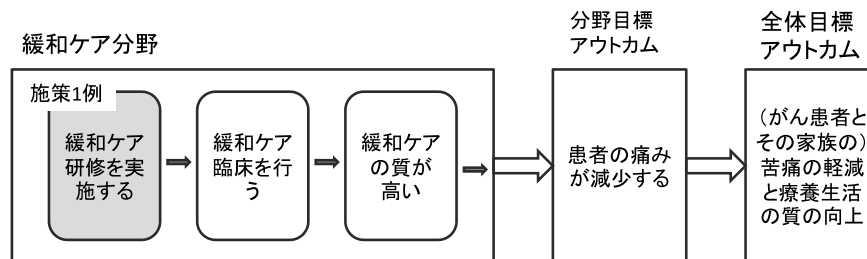 緩和ケア分野
分野目標
アウトカム
全体目標
アウトカム
施策1例
緩和ケア
研修を実
施する
緩和ケア
臨床を行
う
緩和ケア
の質が
高い
患者の痛み
が減少する
(がん患者と
その家族の)
苦痛の軽減
と療養生活
の質の向上